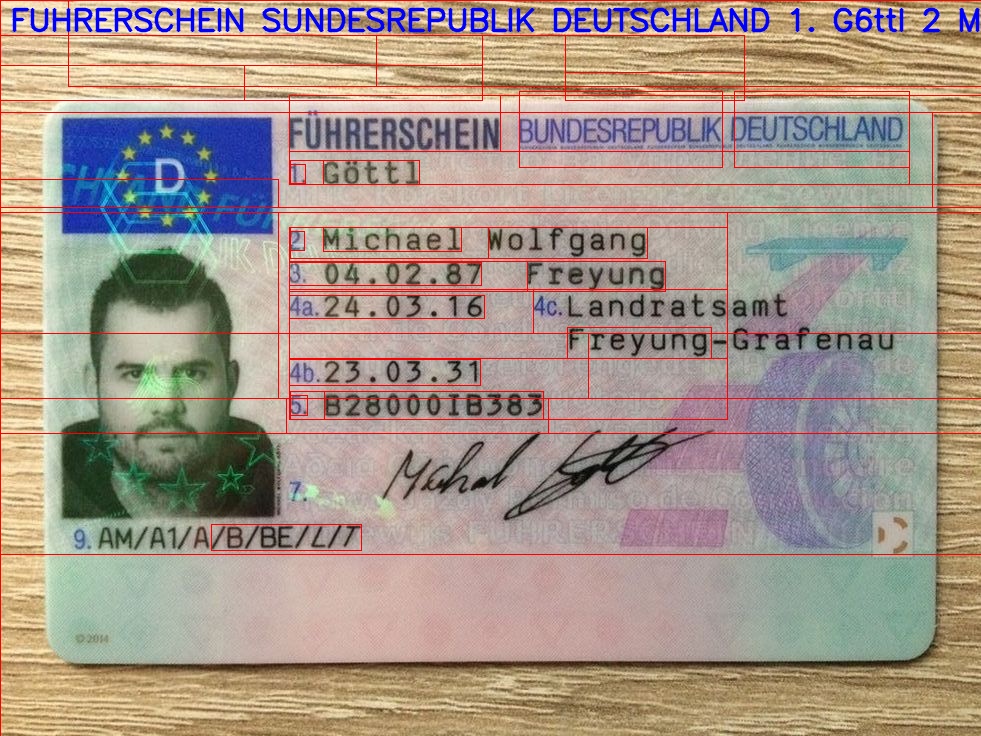 FUHRERSCHEIN SUNDESREPUBLIK DEUTSCHLAND 1. G6ttl 2 M
FÜHRERSCHEIN BUNDESREPUBLIK DEUTSCHLAND
D
1. Göttl
2. Michael Wolfgang
3. 04.02.87 Freyung
4a. 24.03.16 4c. Landratsamt
Freyung-Grafenau
4b. 23.03.31
5. B28000IB383
7. Michael Göttl
9. AM/A1/A/B/BE/L/T
©2014